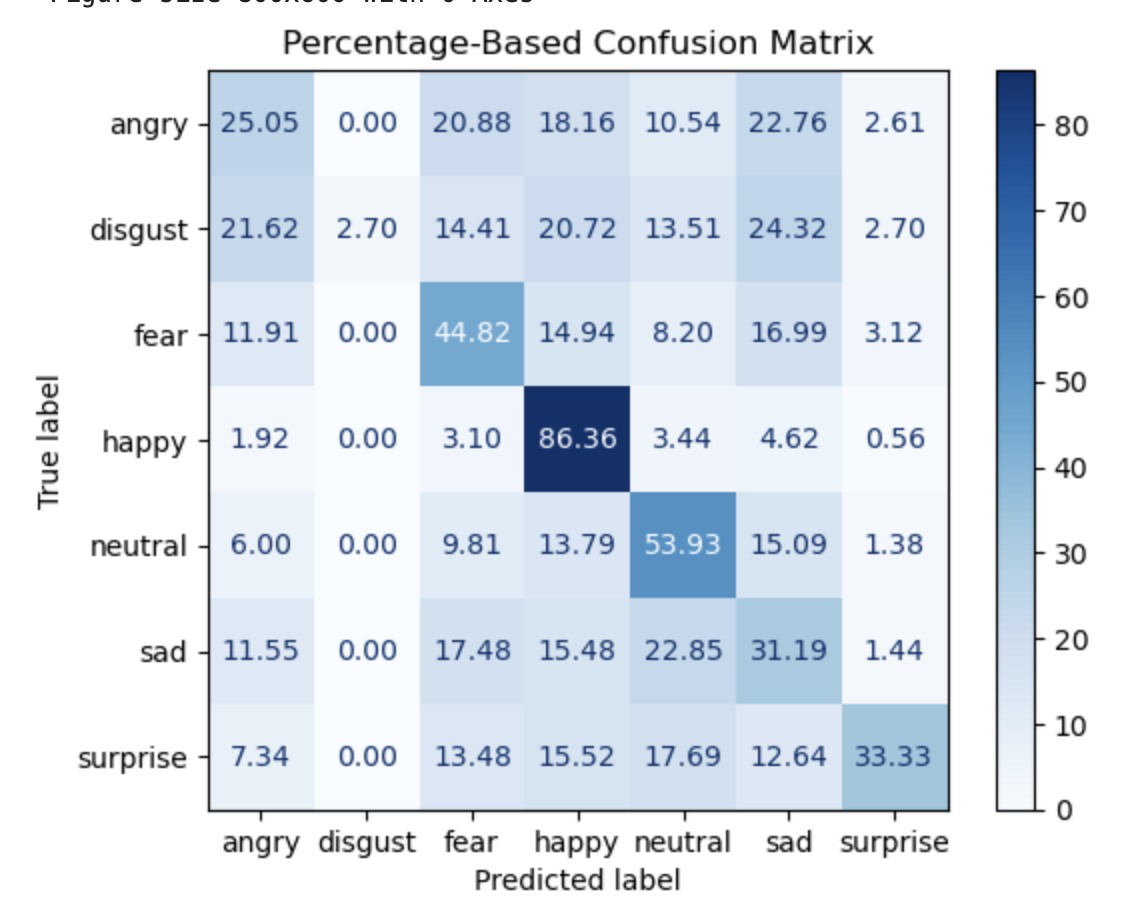 Percentage-Based Confusion Matrix
angry 25.05 0.00 20.88 18.16 10.54 22.76 2.61
disgust 21.62 2.70 14.41 20.72 13.51 24.32 2.70
fear 11.91 0.00 44.82 14.94 8.20 16.99 3.12
happy 1.92 0.00 3.10 86.36 3.44 4.62 0.56
neutral 6.00 0.00 9.81 13.79 53.93 15.09 1.38
sad 11.55 0.00 17.48 15.48 22.85 31.19 1.44
surprise 7.34 0.00 13.48 15.52 17.69 12.64 33.33
angry disgust fear happy neutral sad surprise
Predicted label
True label
80
70
60
50
40
30
20
10
0